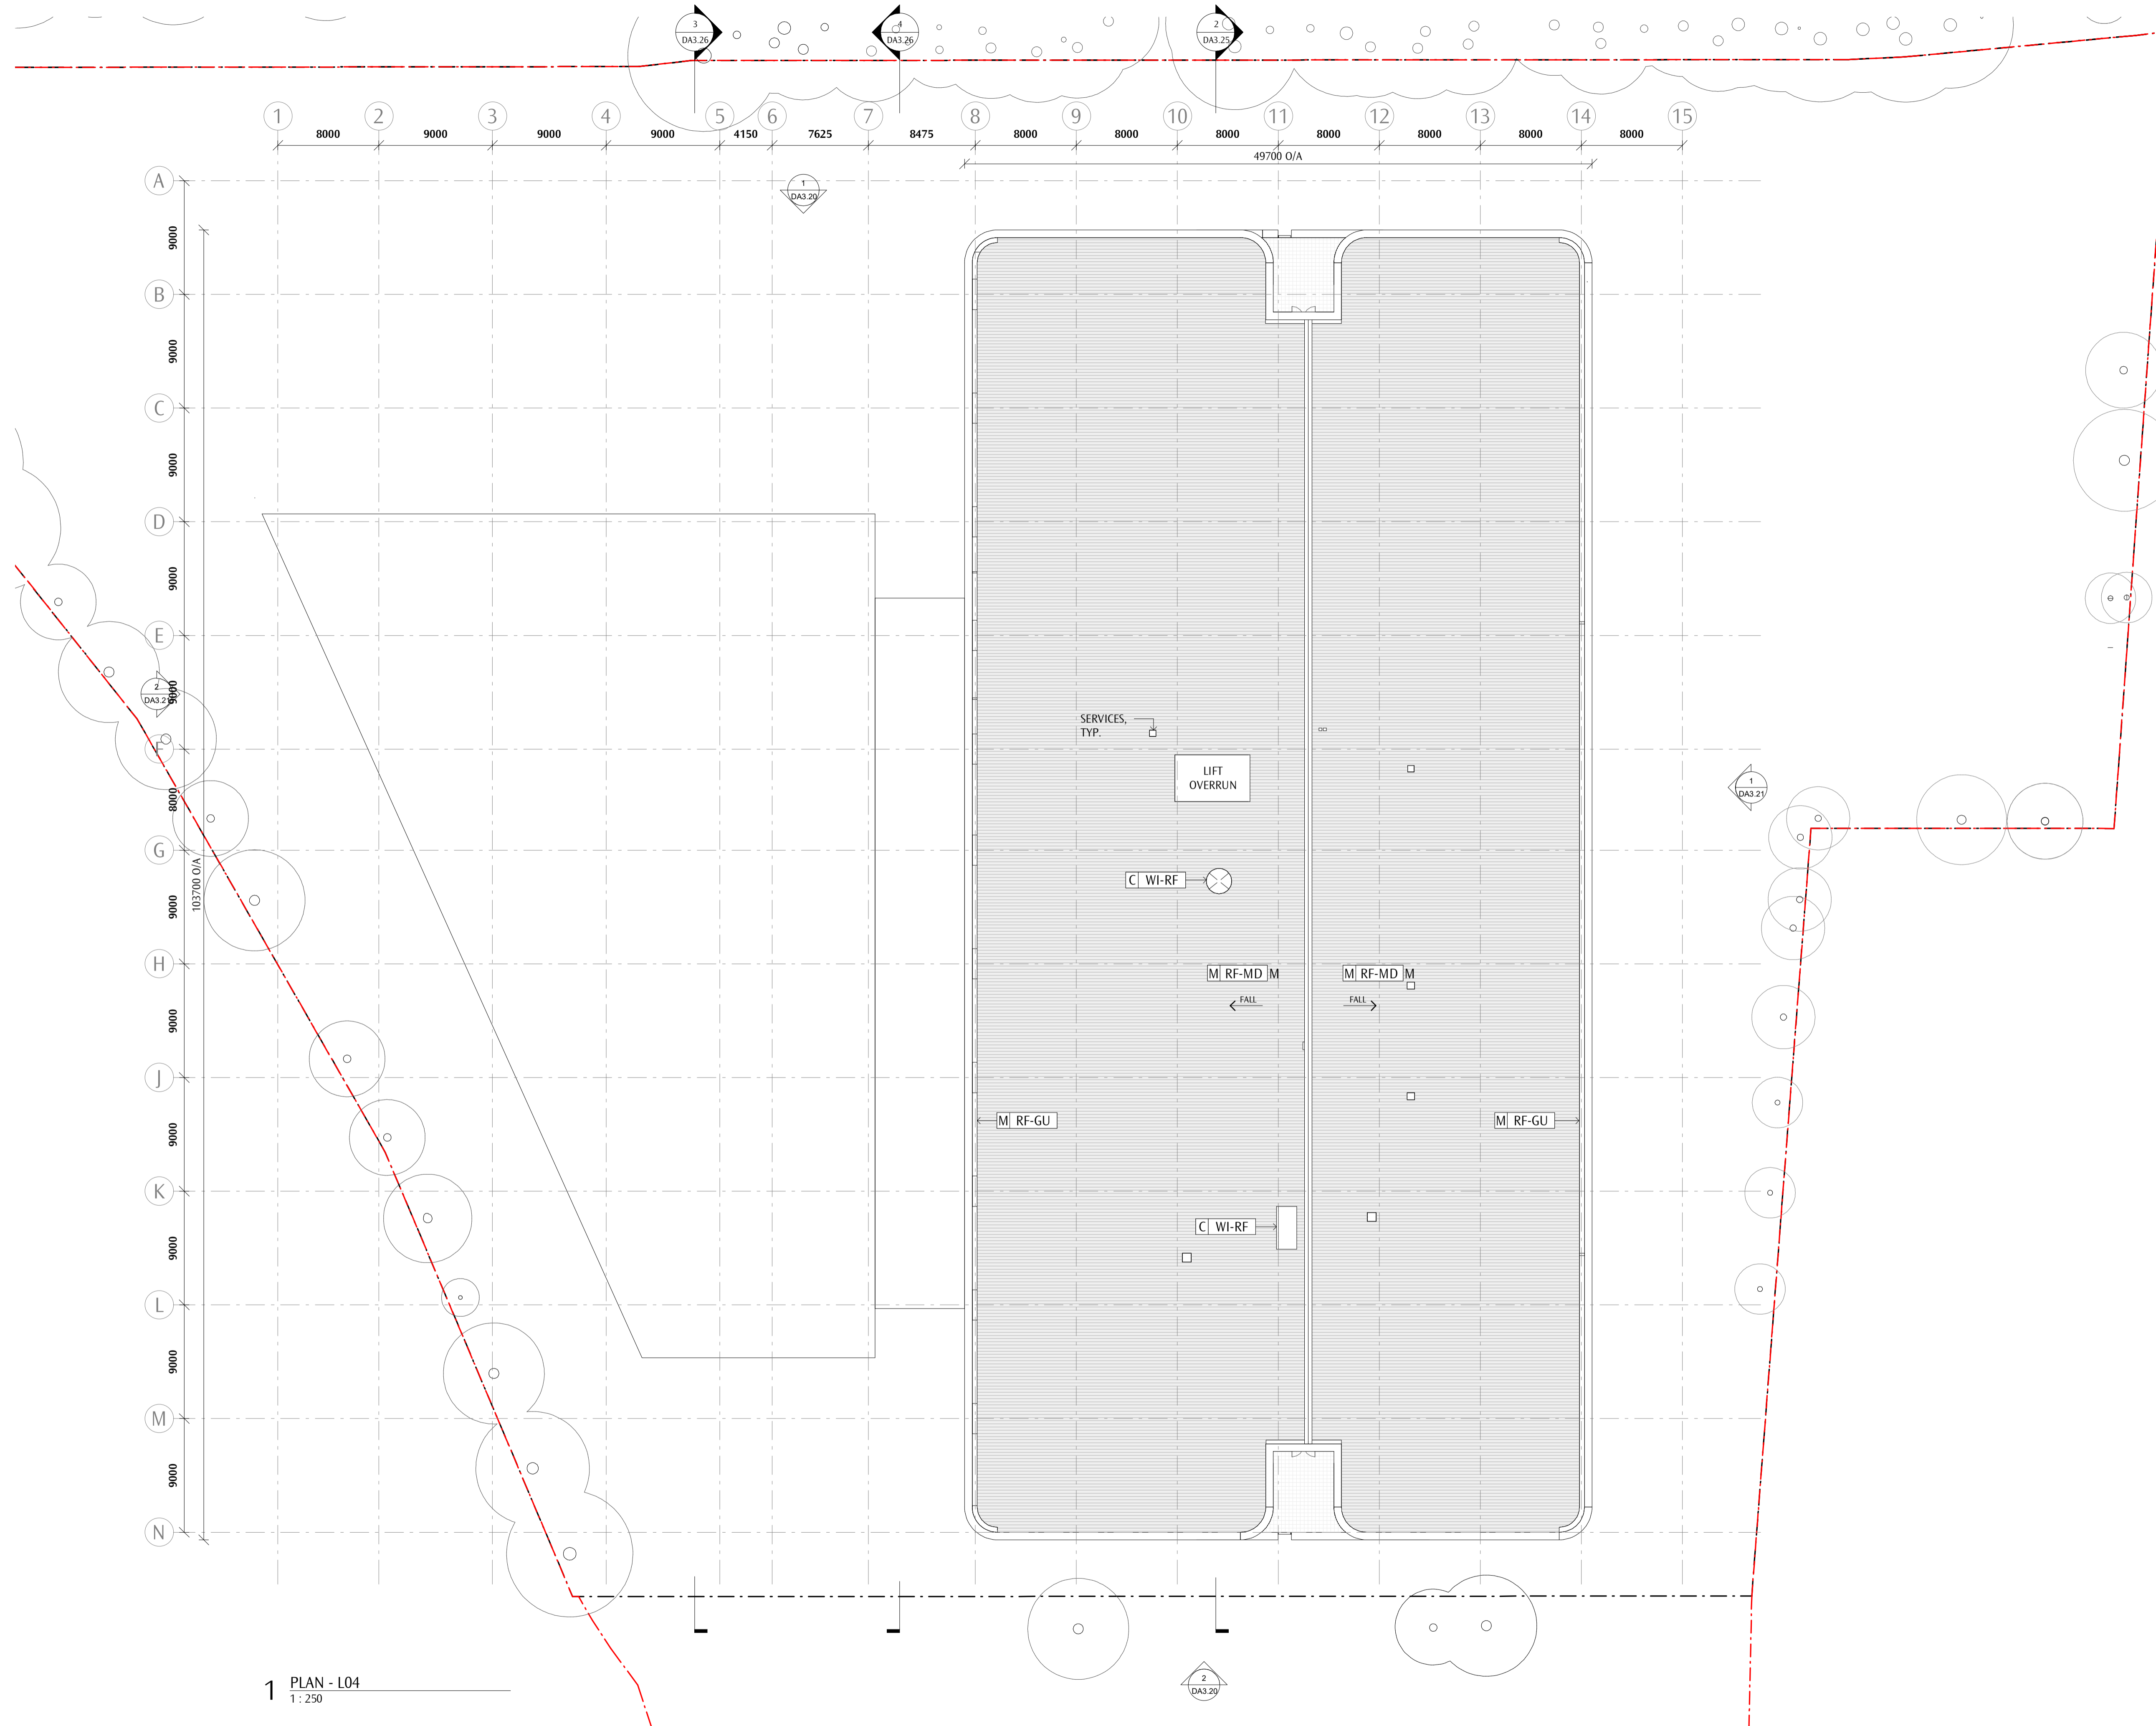 3
DA3.26
4
DA3.26
2
DA3.25
1 2 3 4 5 6 7 8 9 10 11 12 13 14 15
8000 9000 9000 9000 4150 7625 8475 8000 8000 8000 8000 8000 8000 8000
49700 O/A
A
1
DA3.20
9000
B
9000
C
9000
D
9000
E
9000
2
DA3.21
SERVICES,
TYP.
F
LIFT
OVERRUN
8000
1
DA3.21
G
103700 O/A
C WI-RF
9000
H
M RF-MD M
M RF-MD M
FALL
FALL
9000
J
M RF-GU
M RF-GU
9000
K
C WI-RF
9000
L
9000
M
9000
N
2
DA3.20
1 PLAN - L04
1 : 250